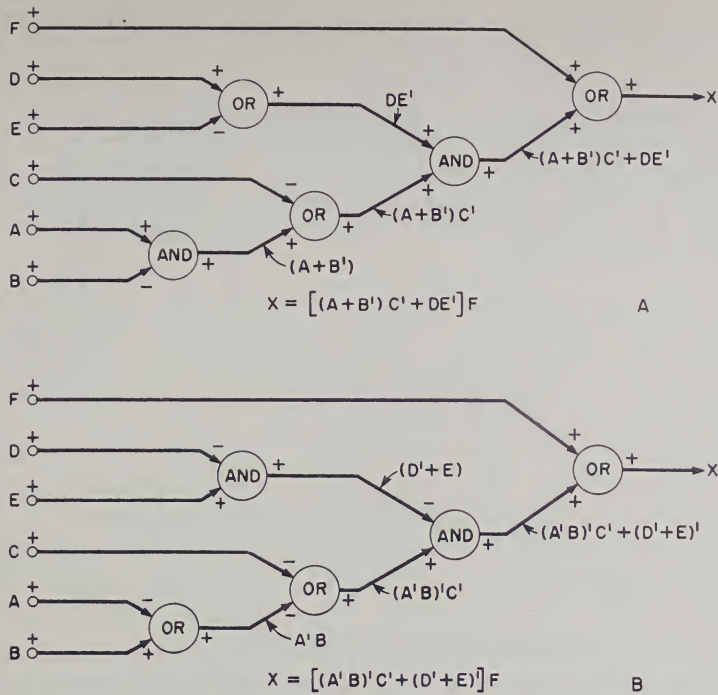 F +
+
D +
+
OR
+
DE'
+
OR
+
X
E +
−
+
C +
−
AND
+
(A+B')C'+DE'
A +
+
OR
+
(A+B')C'
+
AND
+
+
(A+B')
B +
−
X = [(A+B')C'+DE']F
A
F +
+
D +
−
AND
+
(D'+E)
+
OR
+
X
E +
+
−
C +
−
AND
+
(A'B)'C'+(D'+E)'
A +
−
OR
+
(A'B)'C'
+
OR
+
−
A'B
B +
+
X = [(A'B)'C'+(D'+E)']F
B